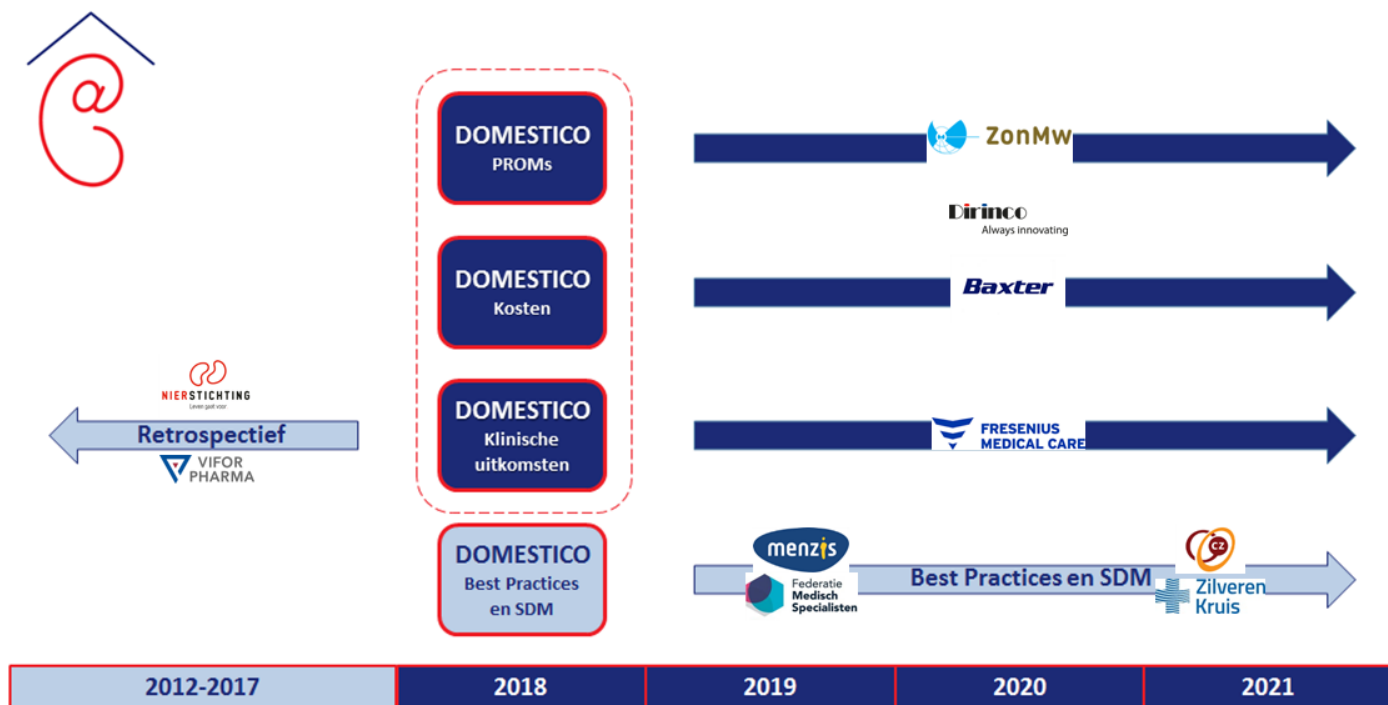 @
DOMESTICO
PROMs
ZonMw
Dirinco
Always innovating
DOMESTICO
Kosten
Baxter
NIERSTICHTING
Leven gaat voor
Retrospectief
VIFOR
PHARMA
DOMESTICO
Klinische
uitkomsten
FRESENIUS
MEDICAL CARE
DOMESTICO
Best Practices
en SDM
menzis
Federatie
Medisch
Specialisten
Best Practices en SDM
CZ
Zilveren
Kruis
2012-2017
2018
2019
2020
2021